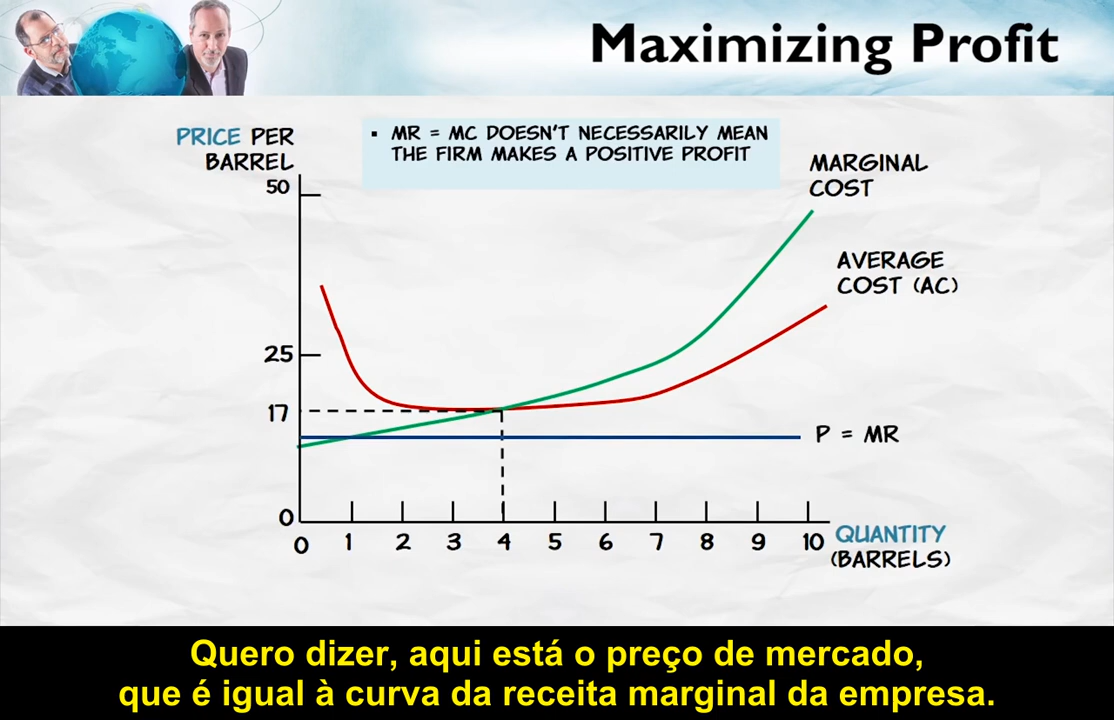 Maximizing Profit
PRICE PER
BARREL
▪ MR = MC DOESN'T NECESSARILY MEAN
THE FIRM MAKES A POSITIVE PROFIT
MARGINAL
COST
50
AVERAGE
COST (AC)
25
17
P = MR
0
0 1 2 3 4 5 6 7 8 9 10
QUANTITY
(BARRELS)
Quero dizer, aqui está o preço de mercado,
que é igual à curva da receita marginal da empresa.